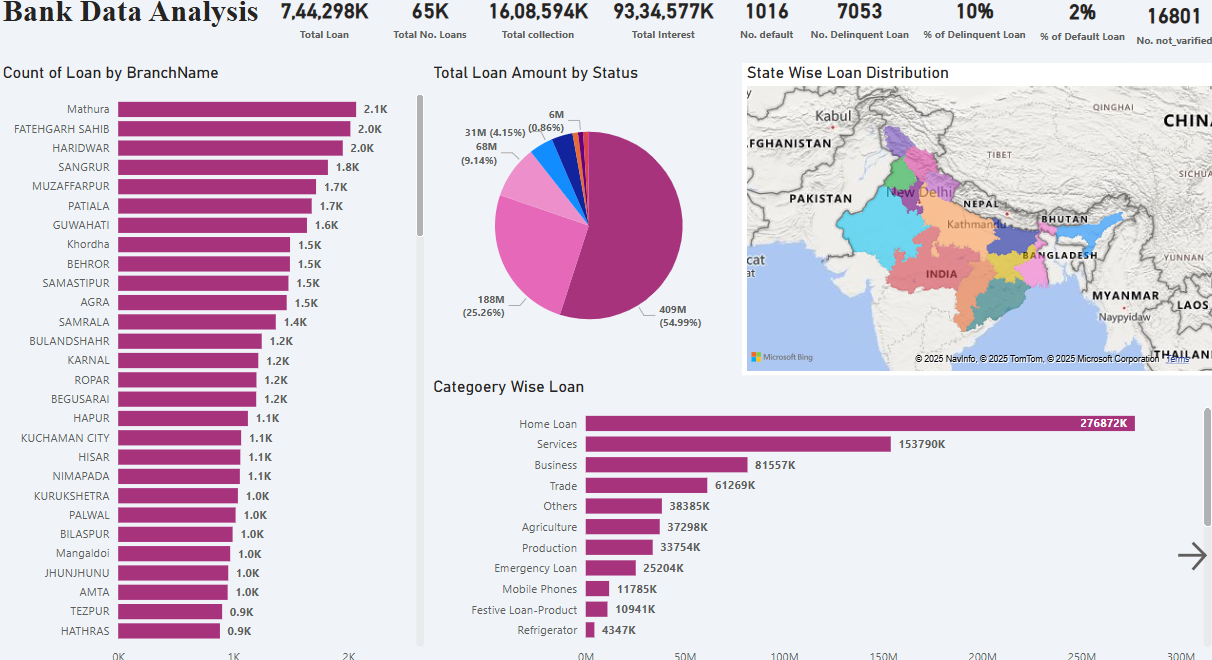 Bank Data Analysis
7,44,298K
Total Loan
65K
Total No. Loans
16,08,594K
Total collection
93,34,577K
Total Interest
1016
No. default
7053
No. Delinquent Loan
10%
% of Delinquent Loan
2%
% of Default Loan
16801
No. not_varified
Count of Loan by BranchName
Mathura 2.1K
FATEHGARH SAHIB 2.0K
HARIDWAR 2.0K
SANGRUR 1.8K
MUZAFFARPUR 1.7K
PATIALA 1.7K
GUWAHATI 1.6K
Khordha 1.5K
BEHROR 1.5K
SAMASTIPUR 1.5K
AGRA 1.5K
SAMRALA 1.4K
BULANDSHAHR 1.2K
KARNAL 1.2K
ROPAR 1.2K
BEGUSARAI 1.2K
HAPUR 1.1K
KUCHAMAN CITY 1.1K
HISAR 1.1K
NIMAPADA 1.1K
KURUKSHETRA 1.0K
PALWAL 1.0K
BILASPUR 1.0K
Mangaldoi 1.0K
JHUNJHUNU 1.0K
AMTA 1.0K
TEZPUR 0.9K
HATHRAS 0.9K
0K 1K 2K
Total Loan Amount by Status
6M
(0.86%)
31M (4.15%)
68M
(9.14%)
188M
(25.26%)
409M
(54.99%)
State Wise Loan Distribution
Kabul
QINGHAI
CHIN
AFGHANISTAN
TIBET
SICHUA
New Delhi
PAKISTAN
NEPAL
Kathmandu
BHUTAN
BANGLADESH
YUNNAN
cat
at
INDIA
MYANMAR
LAOS
Naypyidaw
THAILAN
Microsoft Bing
© 2025 NavInfo, © 2025 TomTom, © 2025 Microsoft Corporation Terms
Categoery Wise Loan
Home Loan 276872K
Services 153790K
Business 81557K
Trade 61269K
Others 38385K
Agriculture 37298K
Production 33754K
Emergency Loan 25204K
Mobile Phones 11785K
Festive Loan-Product 10941K
Refrigerator 4347K
0M 50M 100M 150M 200M 250M 300M